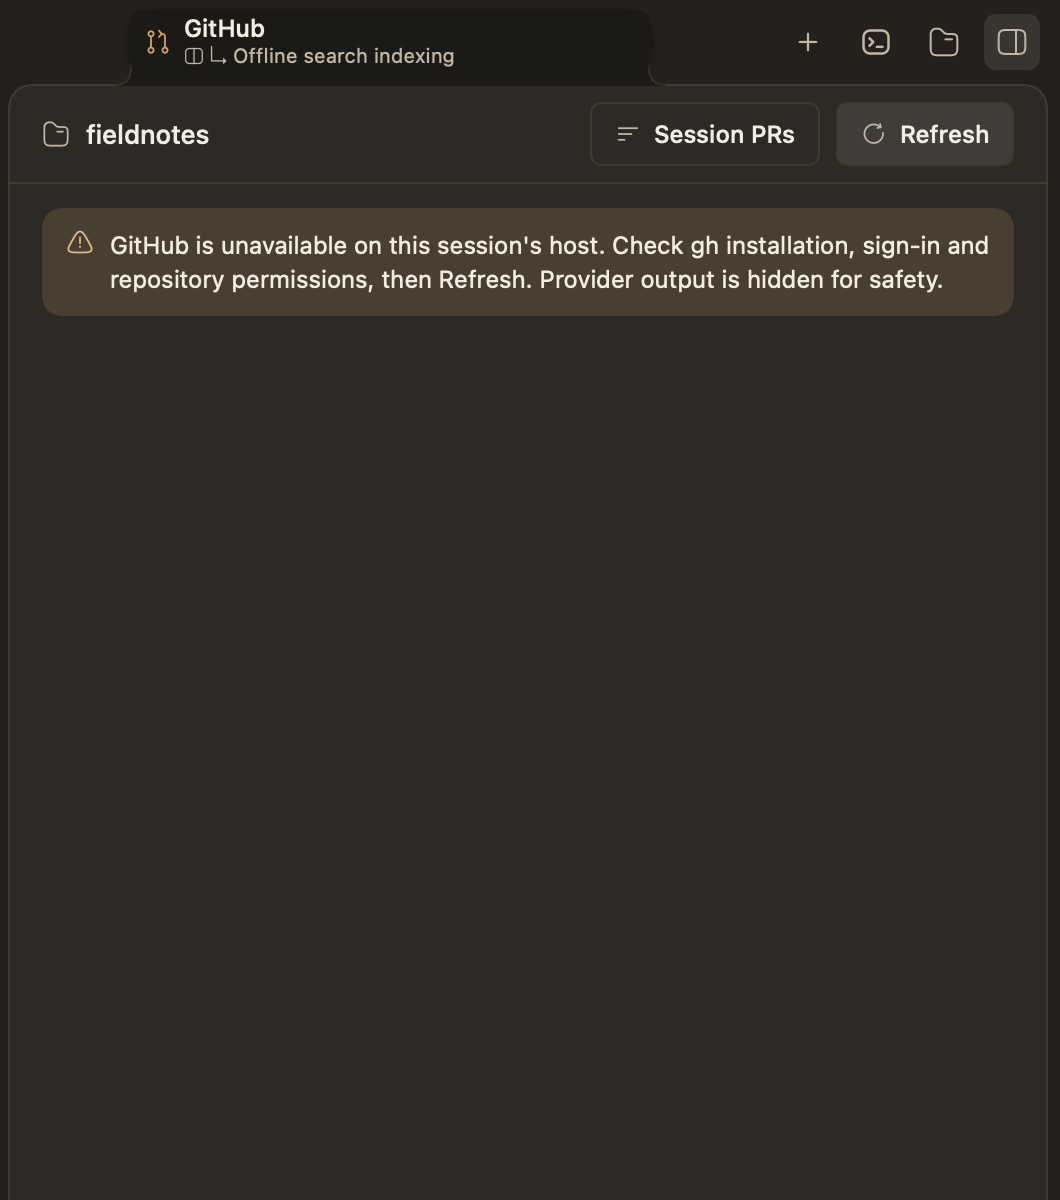 GitHub
Offline search indexing
fieldnotes
Session PRs
Refresh
GitHub is unavailable on this session's host. Check gh installation, sign-in and
repository permissions, then Refresh. Provider output is hidden for safety.